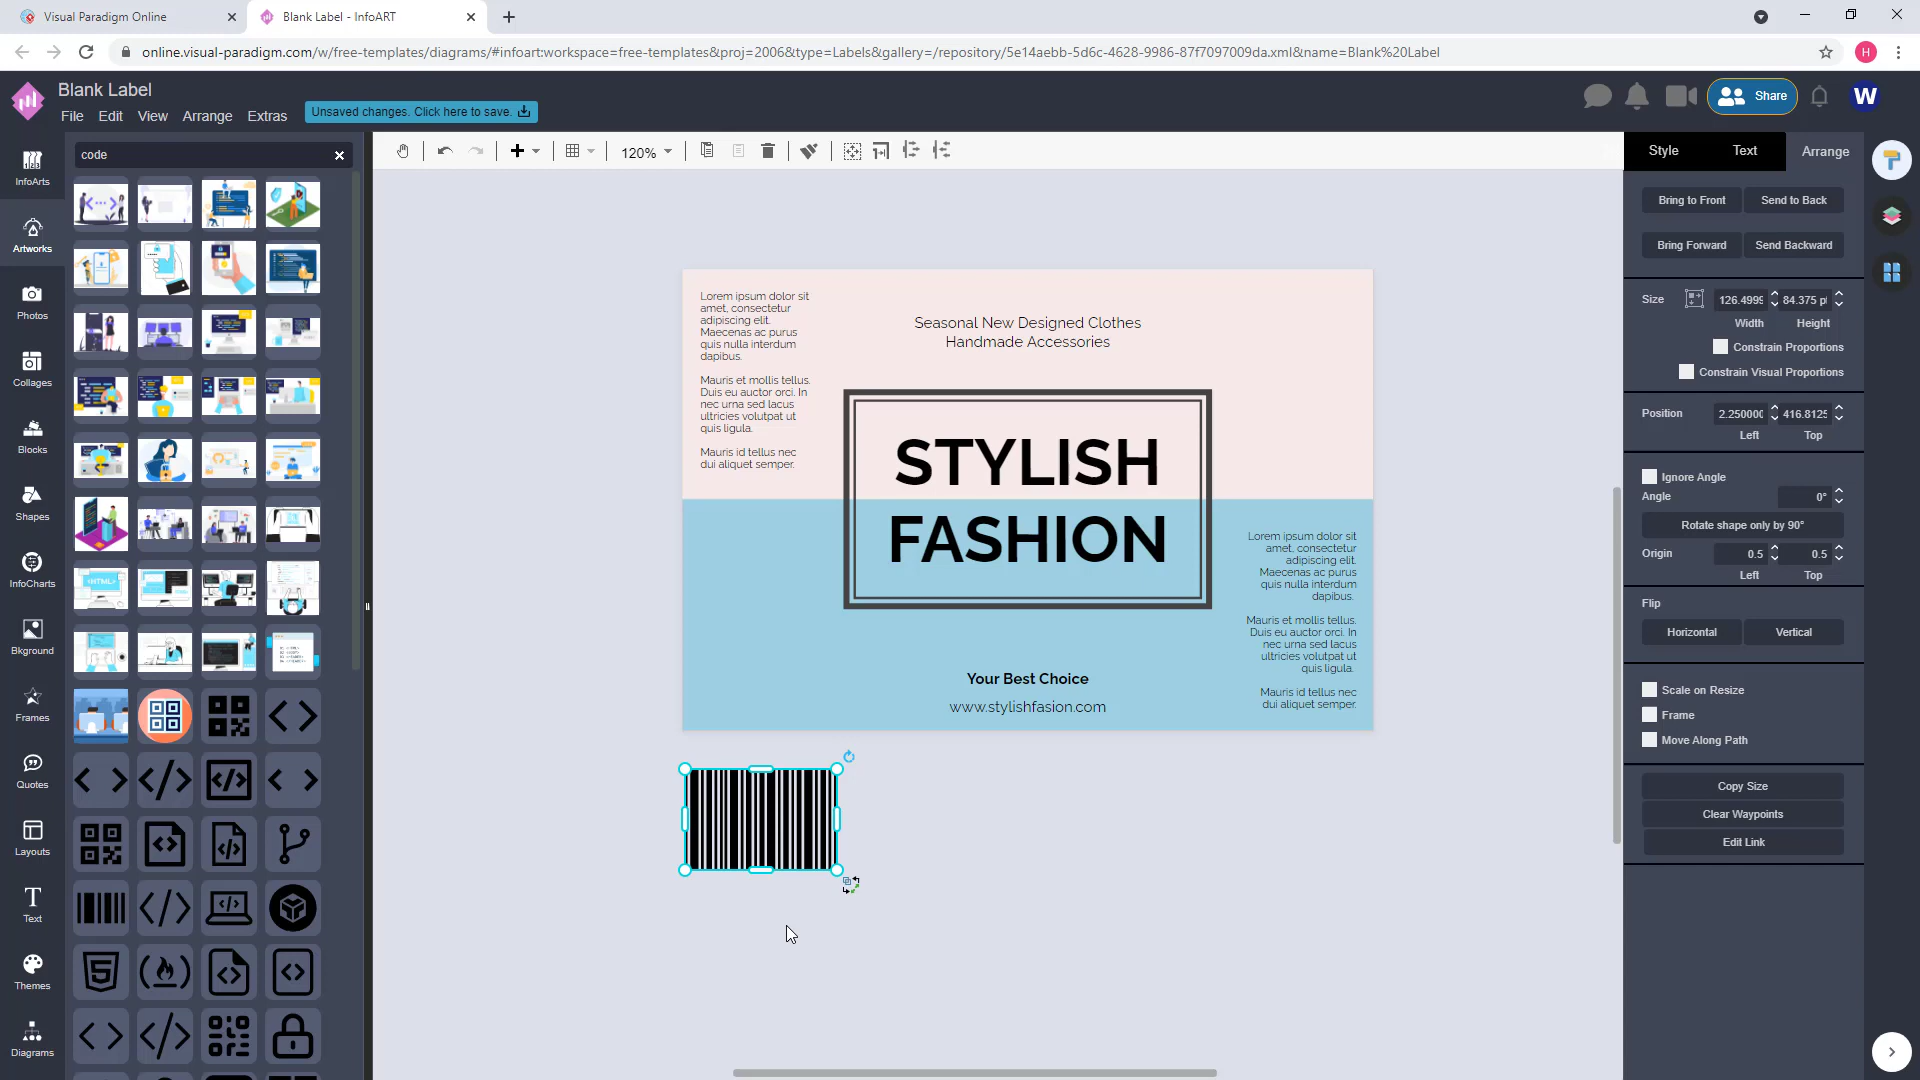 Visual Paradigm Online
Blank Label - InfoART
online.visual-paradigm.com/w/free-templates/diagrams/#infoart:workspace=free-templates&proj=2006&type=Labels&gallery=/repository/5e14aebb-5d6c-4628-9986-87f7097009da.xml&name=Blank%20Label
H
Blank Label
File Edit View Arrange Extras
Unsaved changes. Click here to save.
Share
W
InfoArts
Artworks
Photos
Collages
Blocks
Shapes
InfoCharts
Bkground
Frames
Quotes
Layouts
Text
Themes
Diagrams
code
<HTML>
120%
Lorem ipsum dolor sit
amet, consectetur
adipiscing elit.
Maecenas ac purus
quis nulla interdum
dapibus.
Mauris et mollis tellus.
Duis eu auctor orci. In
nec urna sed lacus
ultricies volutpat ut
quis ligula.
Mauris id tellus nec
dui aliquet semper.
Seasonal New Designed Clothes
Handmade Accessories
STYLISH
FASHION
Your Best Choice
www.stylishfasion.com
Lorem ipsum dolor sit
amet, consectetur
adipiscing elit.
Maecenas ac purus
quis nulla interdum
dapibus.
Mauris et mollis tellus.
Duis eu auctor orci. In
nec urna sed lacus
ultricies volutpat ut
quis ligula.
Mauris id tellus nec
dui aliquet semper.
Style Text Arrange
Bring to Front Send to Back
Bring Forward Send Backward
Size 126.4999 84.375 p
Width Height
Constrain Proportions
Constrain Visual Proportions
Position 2.250000 416.8125
Left Top
Ignore Angle
Angle 0°
Rotate shape only by 90°
Origin 0.5 0.5
Left Top
Flip
Horizontal Vertical
Scale on Resize
Frame
Move Along Path
Copy Size
Clear Waypoints
Edit Link